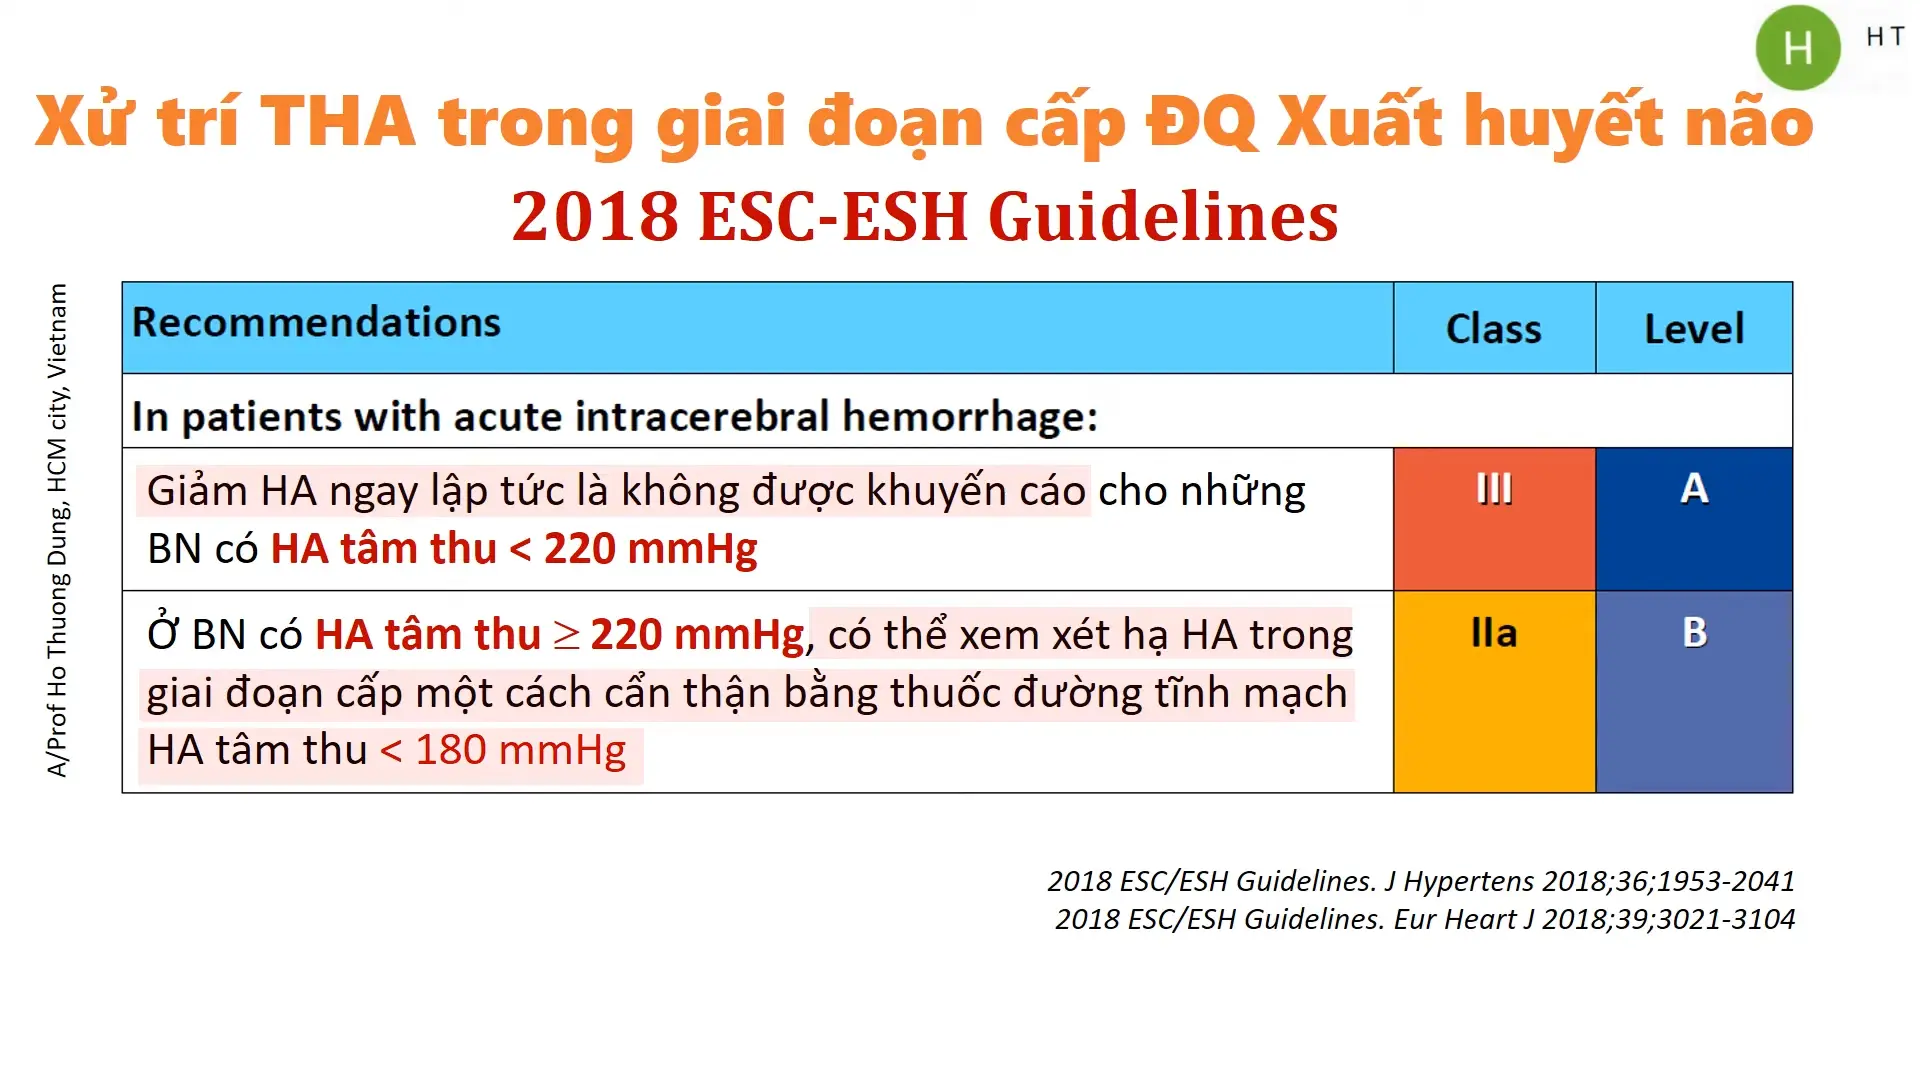 H
H T
Xử trí THA trong giai đoạn cấp ĐQ Xuất huyết não
2018 ESC-ESH Guidelines
A/Prof Ho Thuong Dung, HCM city, Vietnam
Recommendations Class Level
In patients with acute intracerebral hemorrhage:
Giảm HA ngay lập tức là không được khuyến cáo cho những
BN có HA tâm thu < 220 mmHg
III A
Ở BN có HA tâm thu ≥ 220 mmHg, có thể xem xét hạ HA trong
giai đoạn cấp một cách cẩn thận bằng thuốc đường tĩnh mạch
HA tâm thu < 180 mmHg
IIa B
2018 ESC/ESH Guidelines. J Hypertens 2018;36;1953-2041
2018 ESC/ESH Guidelines. Eur Heart J 2018;39;3021-3104